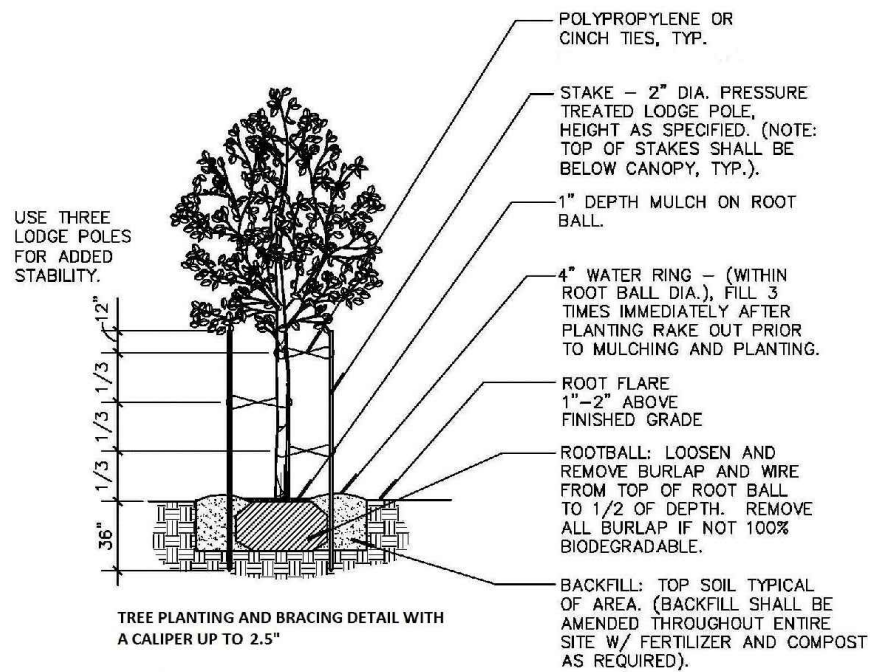 POLYPROPYLENE OR
CINCH TIES, TYP.
STAKE – 2" DIA. PRESSURE
TREATED LODGE POLE,
HEIGHT AS SPECIFIED. (NOTE:
TOP OF STAKES SHALL BE
BELOW CANOPY, TYP.).
1" DEPTH MULCH ON ROOT
BALL.
USE THREE
LODGE POLES
FOR ADDED
STABILITY.
4" WATER RING – (WITHIN
ROOT BALL DIA.), FILL 3
TIMES IMMEDIATELY AFTER
PLANTING RAKE OUT PRIOR
TO MULCHING AND PLANTING.
12"
1/3
1/3
1/3
36"
ROOT FLARE
1"–2" ABOVE
FINISHED GRADE
ROOTBALL: LOOSEN AND
REMOVE BURLAP AND WIRE
FROM TOP OF ROOT BALL
TO 1/2 OF DEPTH. REMOVE
ALL BURLAP IF NOT 100%
BIODEGRADABLE.
BACKFILL: TOP SOIL TYPICAL
OF AREA. (BACKFILL SHALL BE
AMENDED THROUGHOUT ENTIRE
SITE W/ FERTILIZER AND COMPOST
AS REQUIRED).
TREE PLANTING AND BRACING DETAIL WITH
A CALIPER UP TO 2.5"